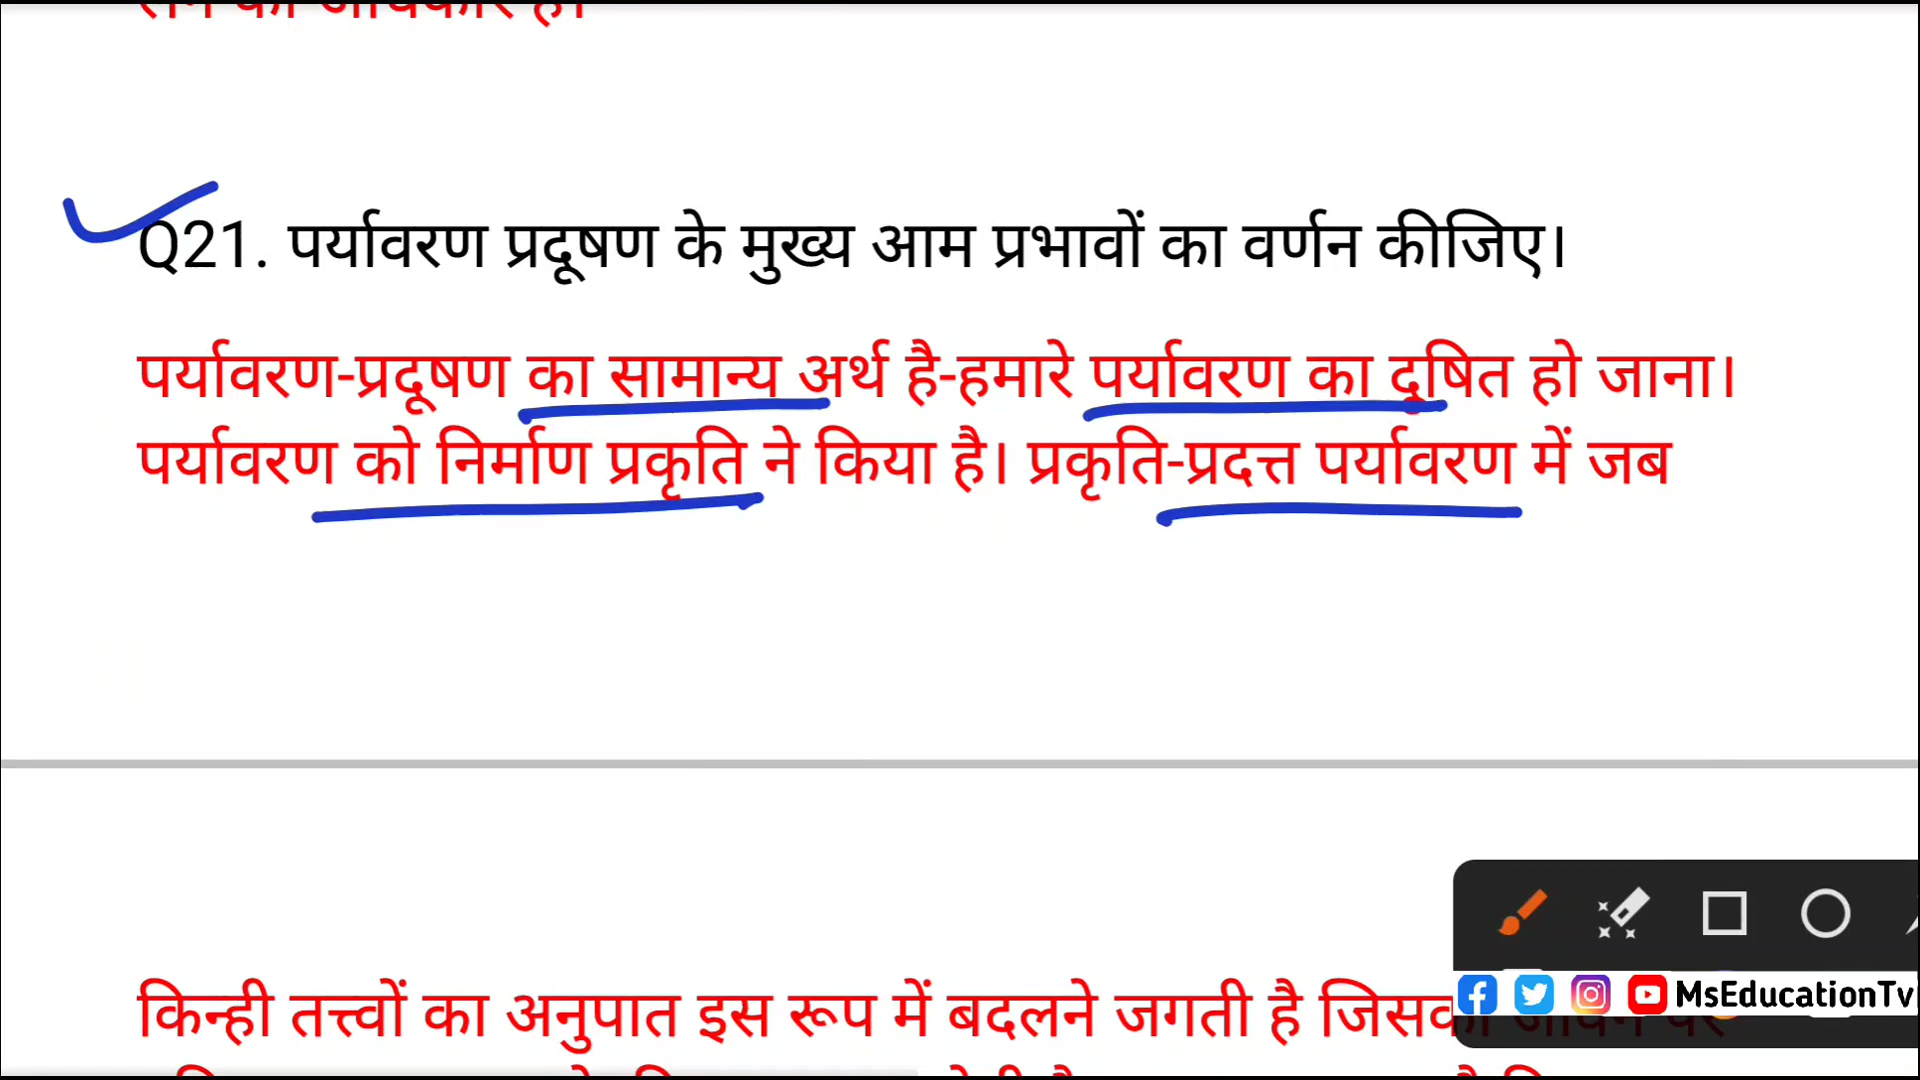 Q21. पर्यावरण प्रदूषण के मुख्य आम प्रभावों का वर्णन कीजिए।
पर्यावरण-प्रदूषण का सामान्य अर्थ है-हमारे पर्यावरण का दूषित हो जाना।
पर्यावरण को निर्माण प्रकृति ने किया है। प्रकृति-प्रदत्त पर्यावरण में जब
किन्ही तत्त्वों का अनुपात इस रूप में बदलने जगती है
MsEducationTv